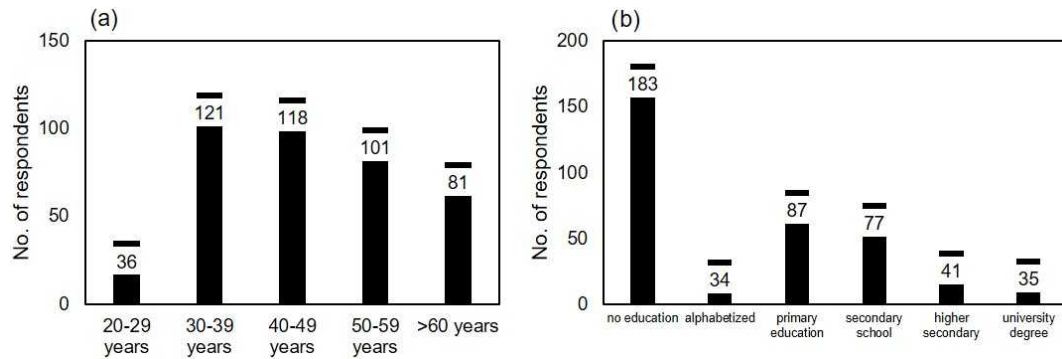 (a)
No. of respondents
150
100
50
0
36
121
118
101
81
20-29 years
30-39 years
40-49 years
50-59 years
>60 years
(b)
No. of respondents
200
150
100
50
0
183
34
87
77
41
35
no education
alphabetized
primary education
secondary school
higher secondary
university degree